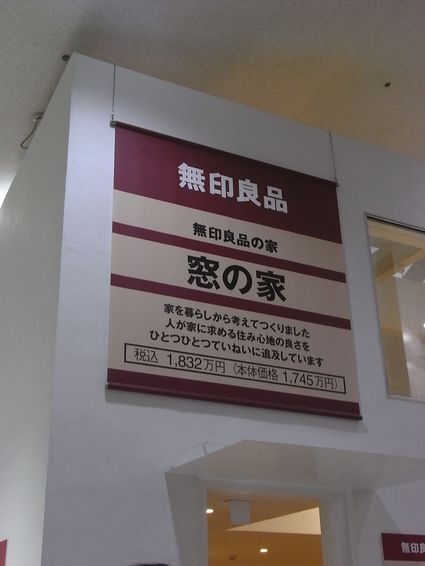 無印良品
無印良品の家
窓の家
家を暮らしから考えてつくりました
人が家に求める住み心地の良さを
ひとつひとつていねいに追及しています
税込 1,832万円（本体価格 1,745万円）
無印良